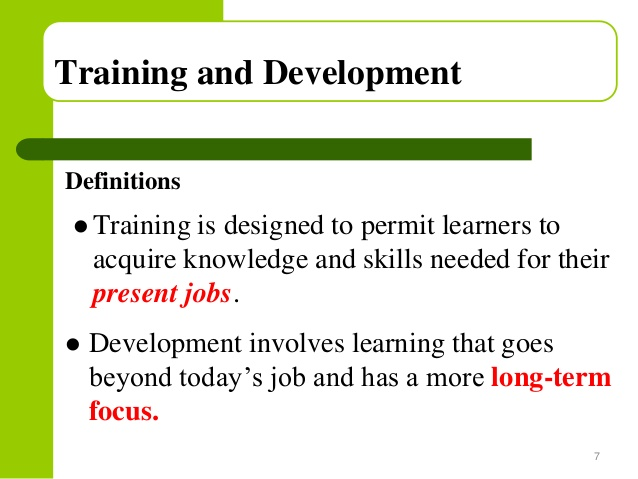 Training and Development
Definitions
● Training is designed to permit learners to
acquire knowledge and skills needed for their
present jobs.
● Development involves learning that goes
beyond today’s job and has a more long-term
focus.
7